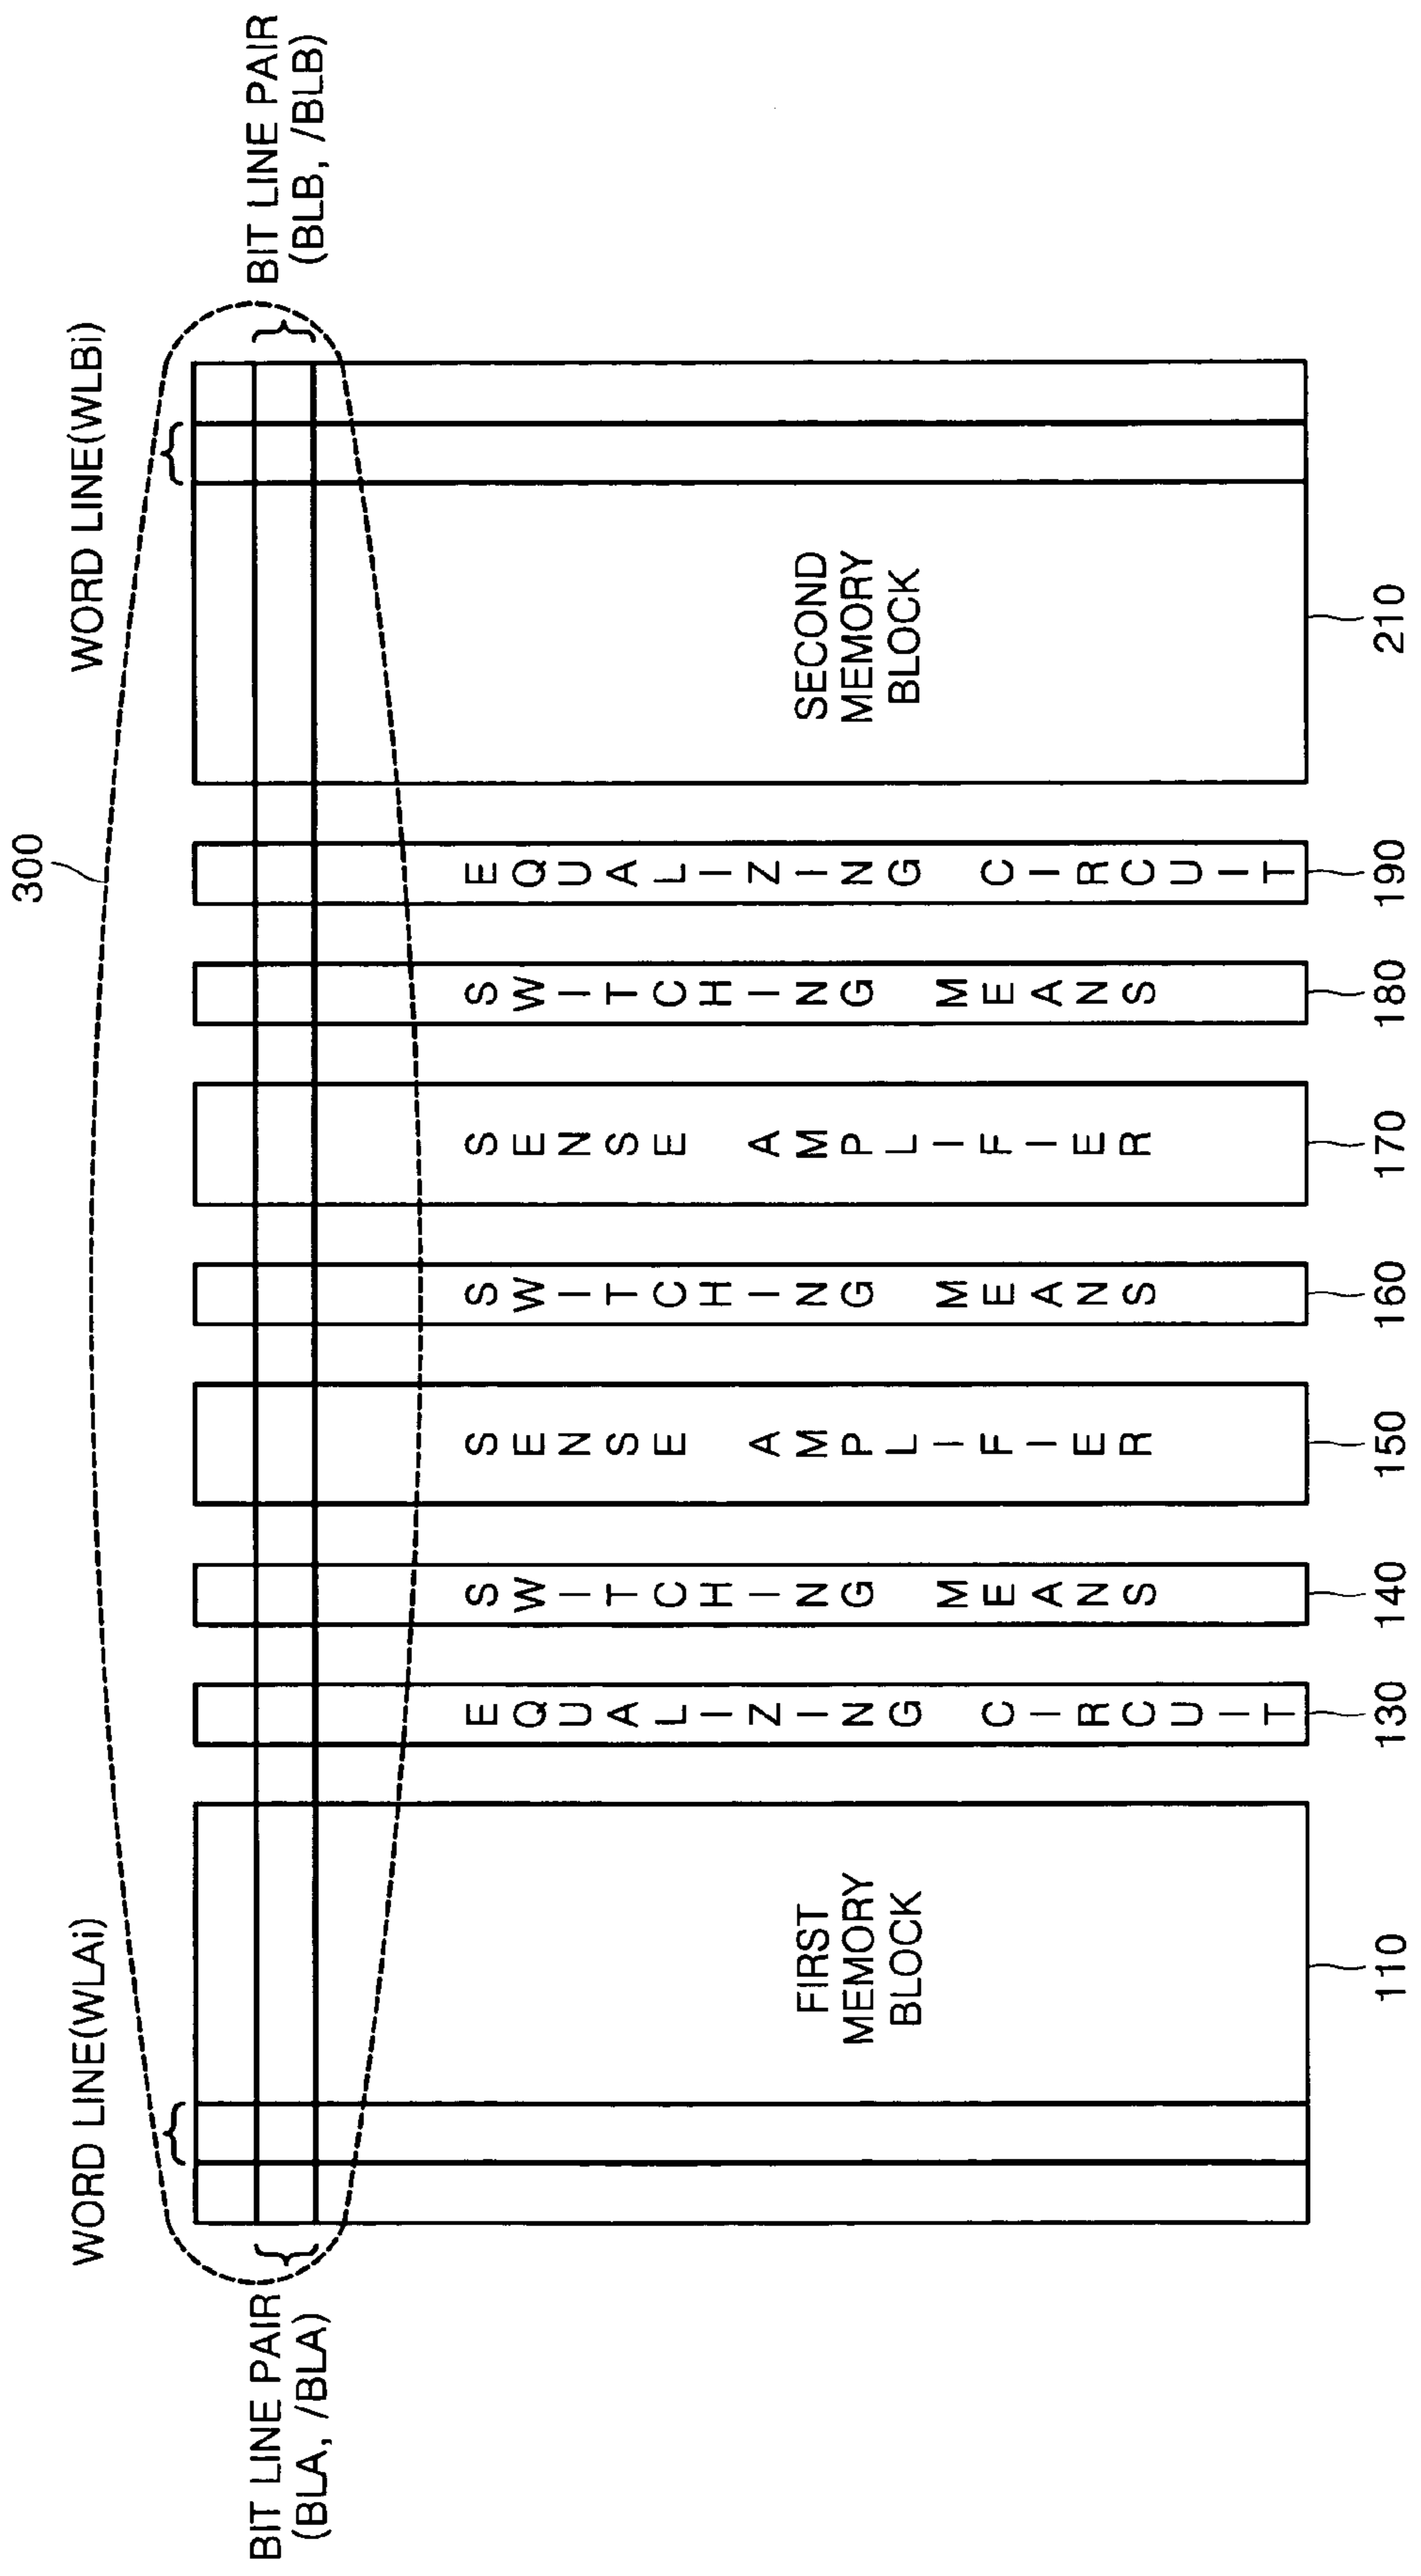 300
WORD LINE(WLAi)
WORD LINE(WLBi)
BIT LINE PAIR
(BLA, /BLA)
BIT LINE PAIR
(BLB, /BLB)
FIRST
MEMORY
BLOCK
EQUALIZING CIRCUIT
SWITCHING MEANS
SENSE AMPLIFIER
SWITCHING MEANS
SENSE AMPLIFIER
SWITCHING MEANS
EQUALIZING CIRCUIT
SECOND
MEMORY
BLOCK
110
130
140
150
160
170
180
190
210